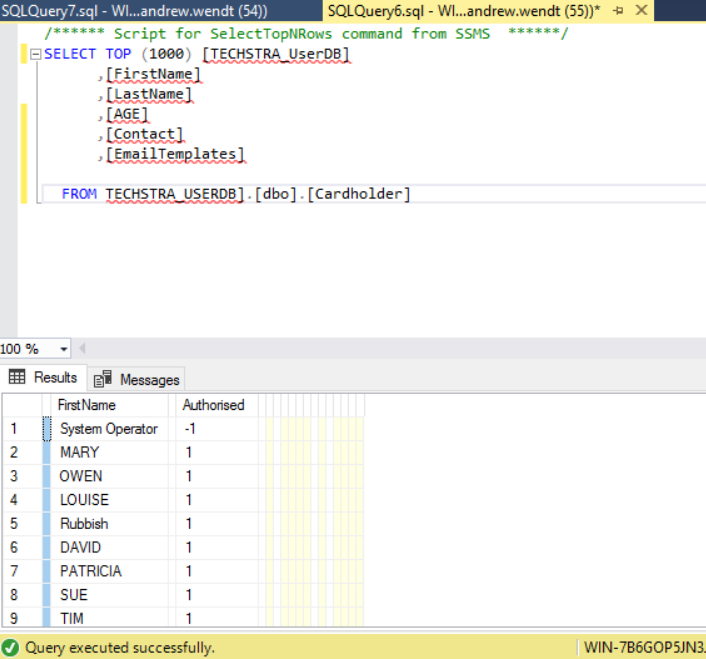 SQLQuery7.sql - WI...andrew.wendt (54)) SQLQuery6.sql - WI...andrew.wendt (55))*
/****** Script for SelectTopNRows command from SSMS ******/
SELECT TOP (1000) [TECHSTRA_UserDB]
,[FirstName]
,[LastName]
,[AGE]
,[Contact]
,[EmailTemplates]
FROM TECHSTRA_USERDB].[dbo].[Cardholder]
100 %
Results Messages
FirstName Authorised
1 System Operator -1
2 MARY 1
3 OWEN 1
4 LOUISE 1
5 Rubbish 1
6 DAVID 1
7 PATRICIA 1
8 SUE 1
9 TIM 1
Query executed successfully. WIN-7B6GOP5JN3.